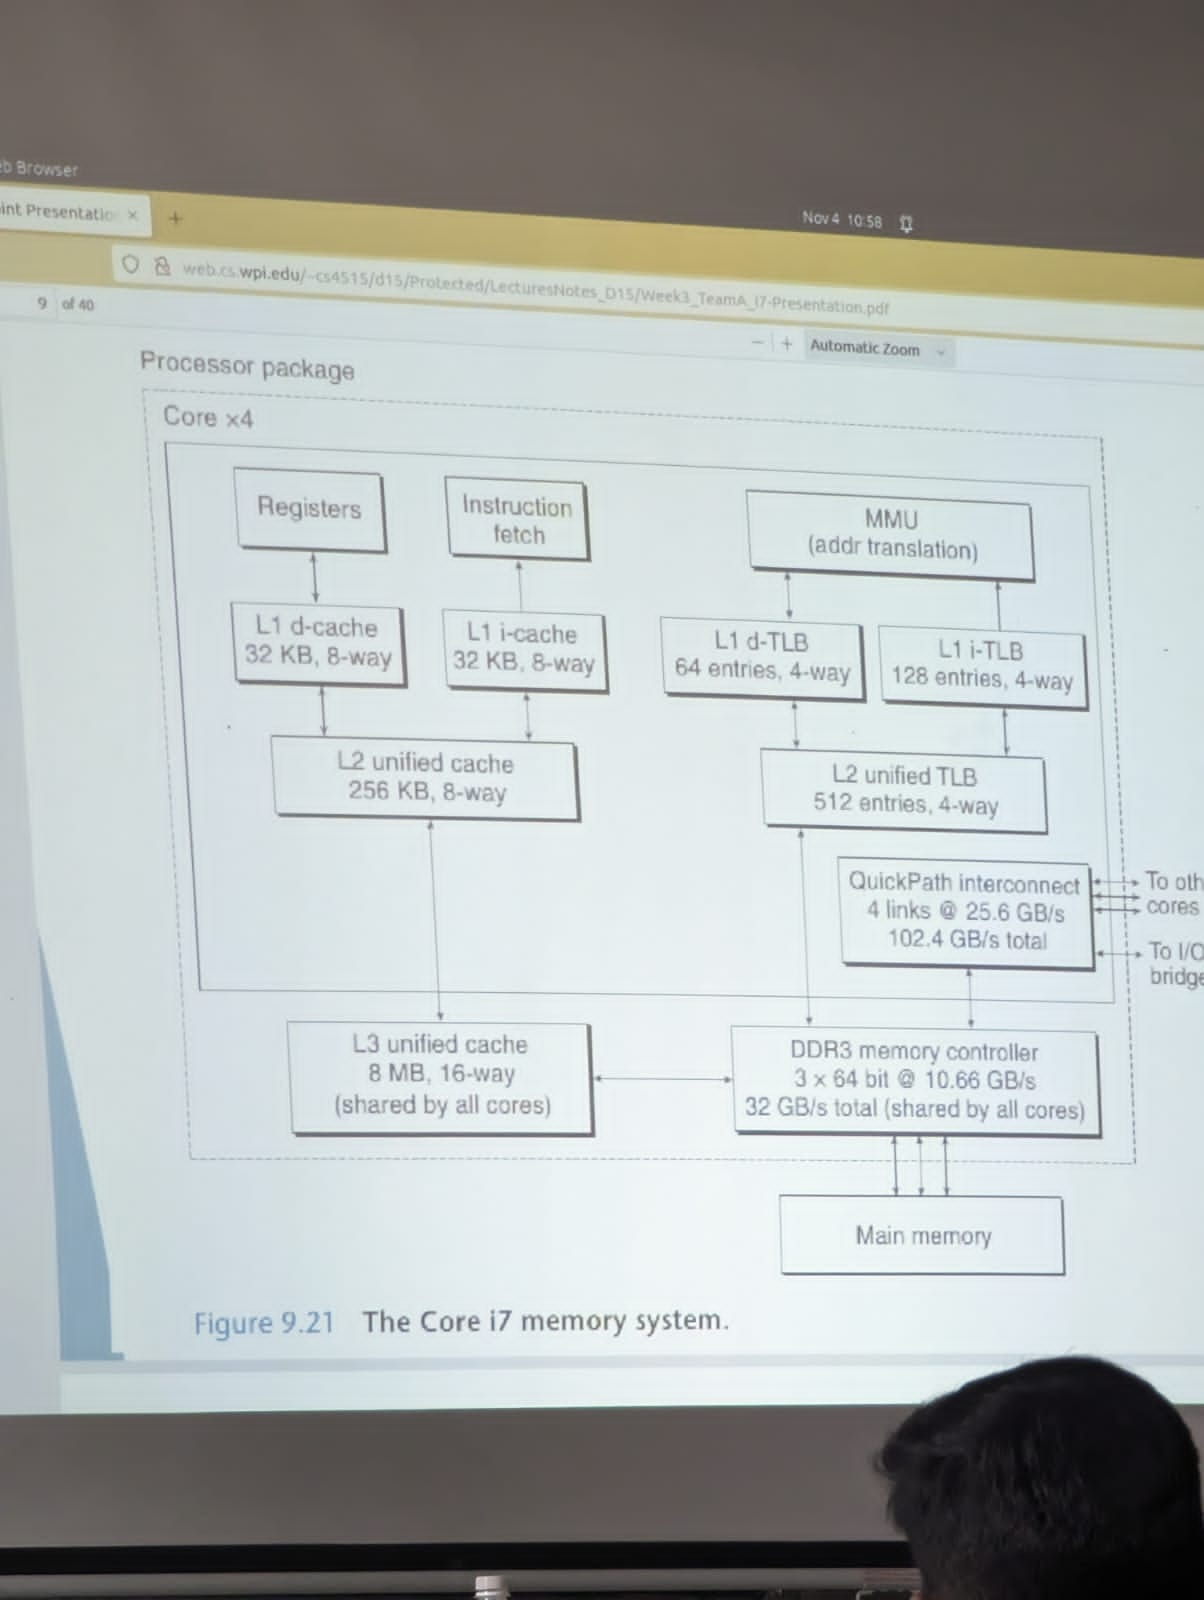 eb Browser
int Presentatio × +
Nov 4 10:58
web.cs.wpi.edu/~cs4515/d15/Protected/LecturesNotes_D15/Week3_TeamA_i7-Presentation.pdf
9 of 40
− + Automatic Zoom
Processor package
Core x4
Registers
Instruction
fetch
MMU
(addr translation)
L1 d-cache
32 KB, 8-way
L1 i-cache
32 KB, 8-way
L1 d-TLB
64 entries, 4-way
L1 i-TLB
128 entries, 4-way
L2 unified cache
256 KB, 8-way
L2 unified TLB
512 entries, 4-way
QuickPath interconnect
4 links @ 25.6 GB/s
102.4 GB/s total
To oth
cores
To I/O
bridge
L3 unified cache
8 MB, 16-way
(shared by all cores)
DDR3 memory controller
3 x 64 bit @ 10.66 GB/s
32 GB/s total (shared by all cores)
Main memory
Figure 9.21 The Core i7 memory system.